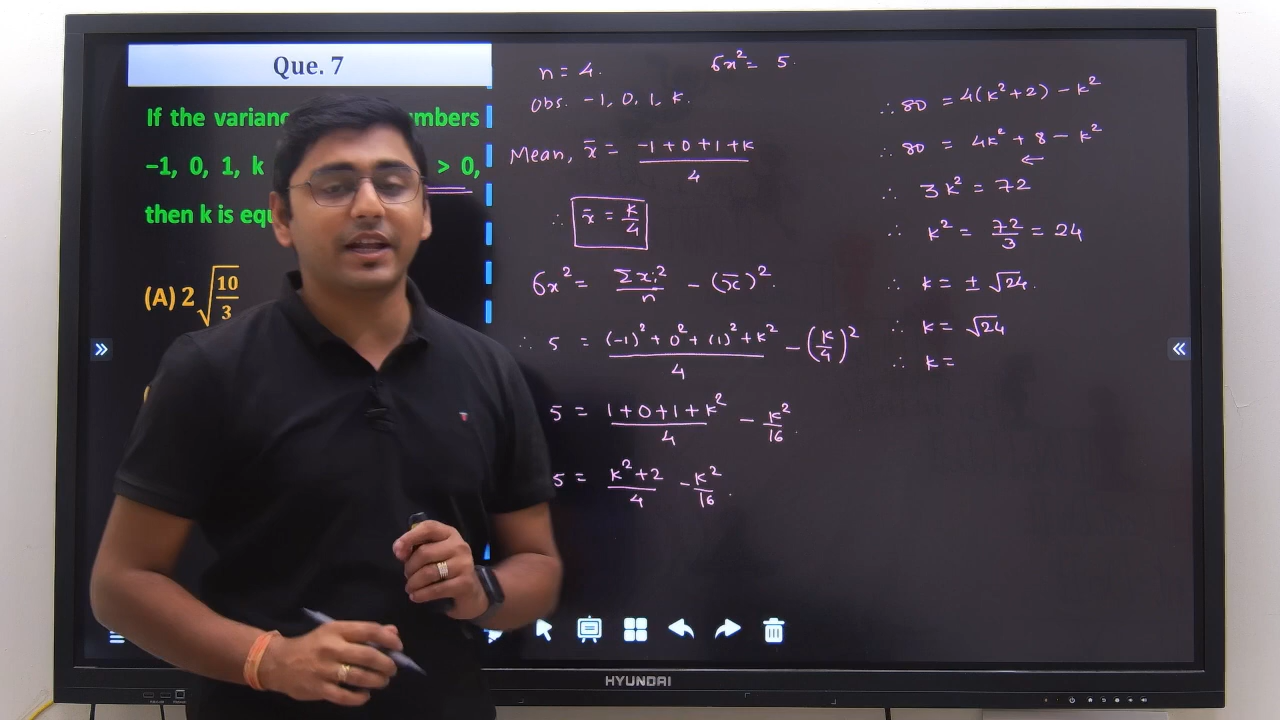 Que. 7
If the varianc mbers
−1, 0, 1, k > 0,
then k is equ
(A) 2√10/3
n = 4.
σx² = 5.
Obs. -1, 0, 1, k.
Mean, x̄ = -1+0+1+k/4
∴ x̄ = k/4
σx² = Σxi²/n - (x̄)².
∴ 5 = (-1)²+0²+(1)²+k²/4 - (k/4)²
5 = 1+0+1+k²/4 - k²/16.
5 = k²+2/4 - k²/16.
∴ 80 = 4(k²+2) - k²
∴ 80 = 4k² + 8 - k²
∴ 3k² = 72
∴ k² = 72/3 = 24
∴ k = ± √24.
∴ k = √24
∴ k =
HYUNDAI